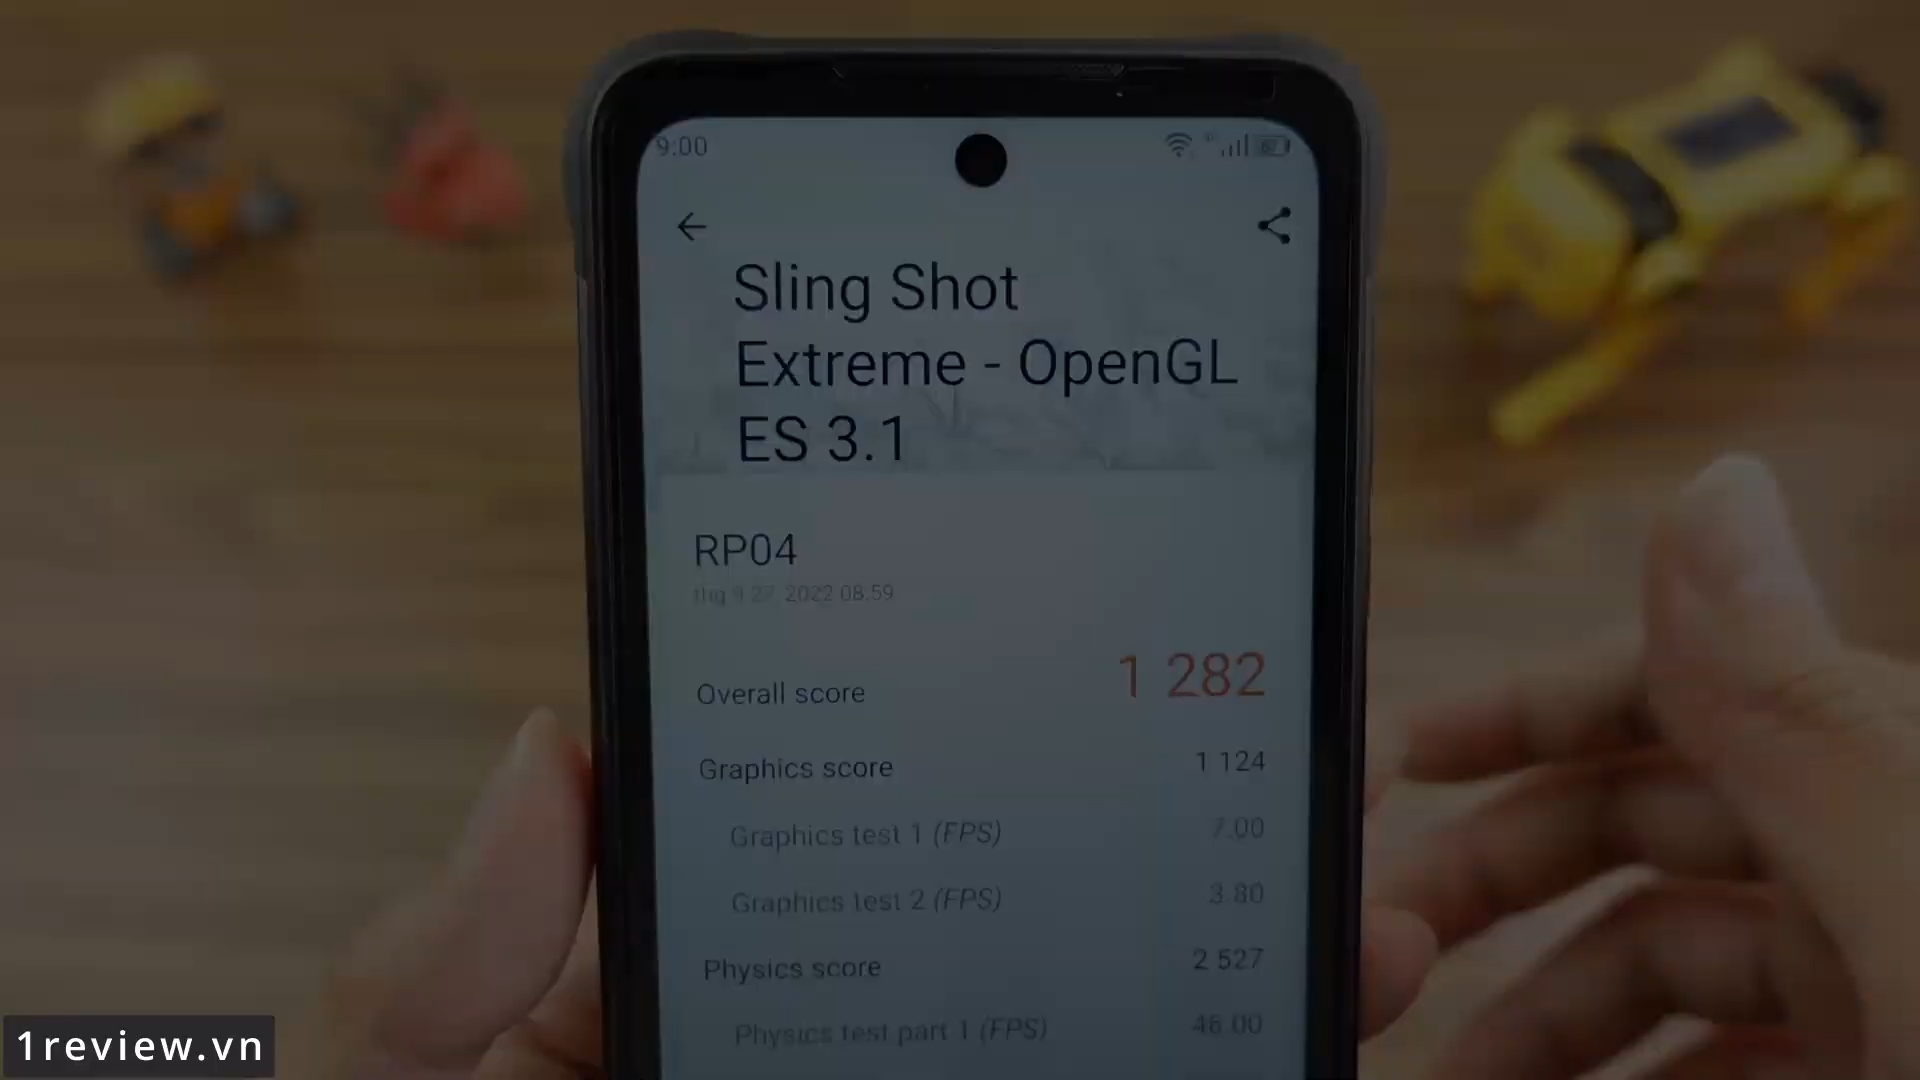 9:00
67
Sling Shot
Extreme - OpenGL
ES 3.1
RP04
thg 9 27, 2022 08:59
Overall score 1 282
Graphics score 1 124
Graphics test 1 (FPS) 7.00
Graphics test 2 (FPS) 3.80
Physics score 2 527
Physics test part 1 (FPS) 46.00
1review.vn